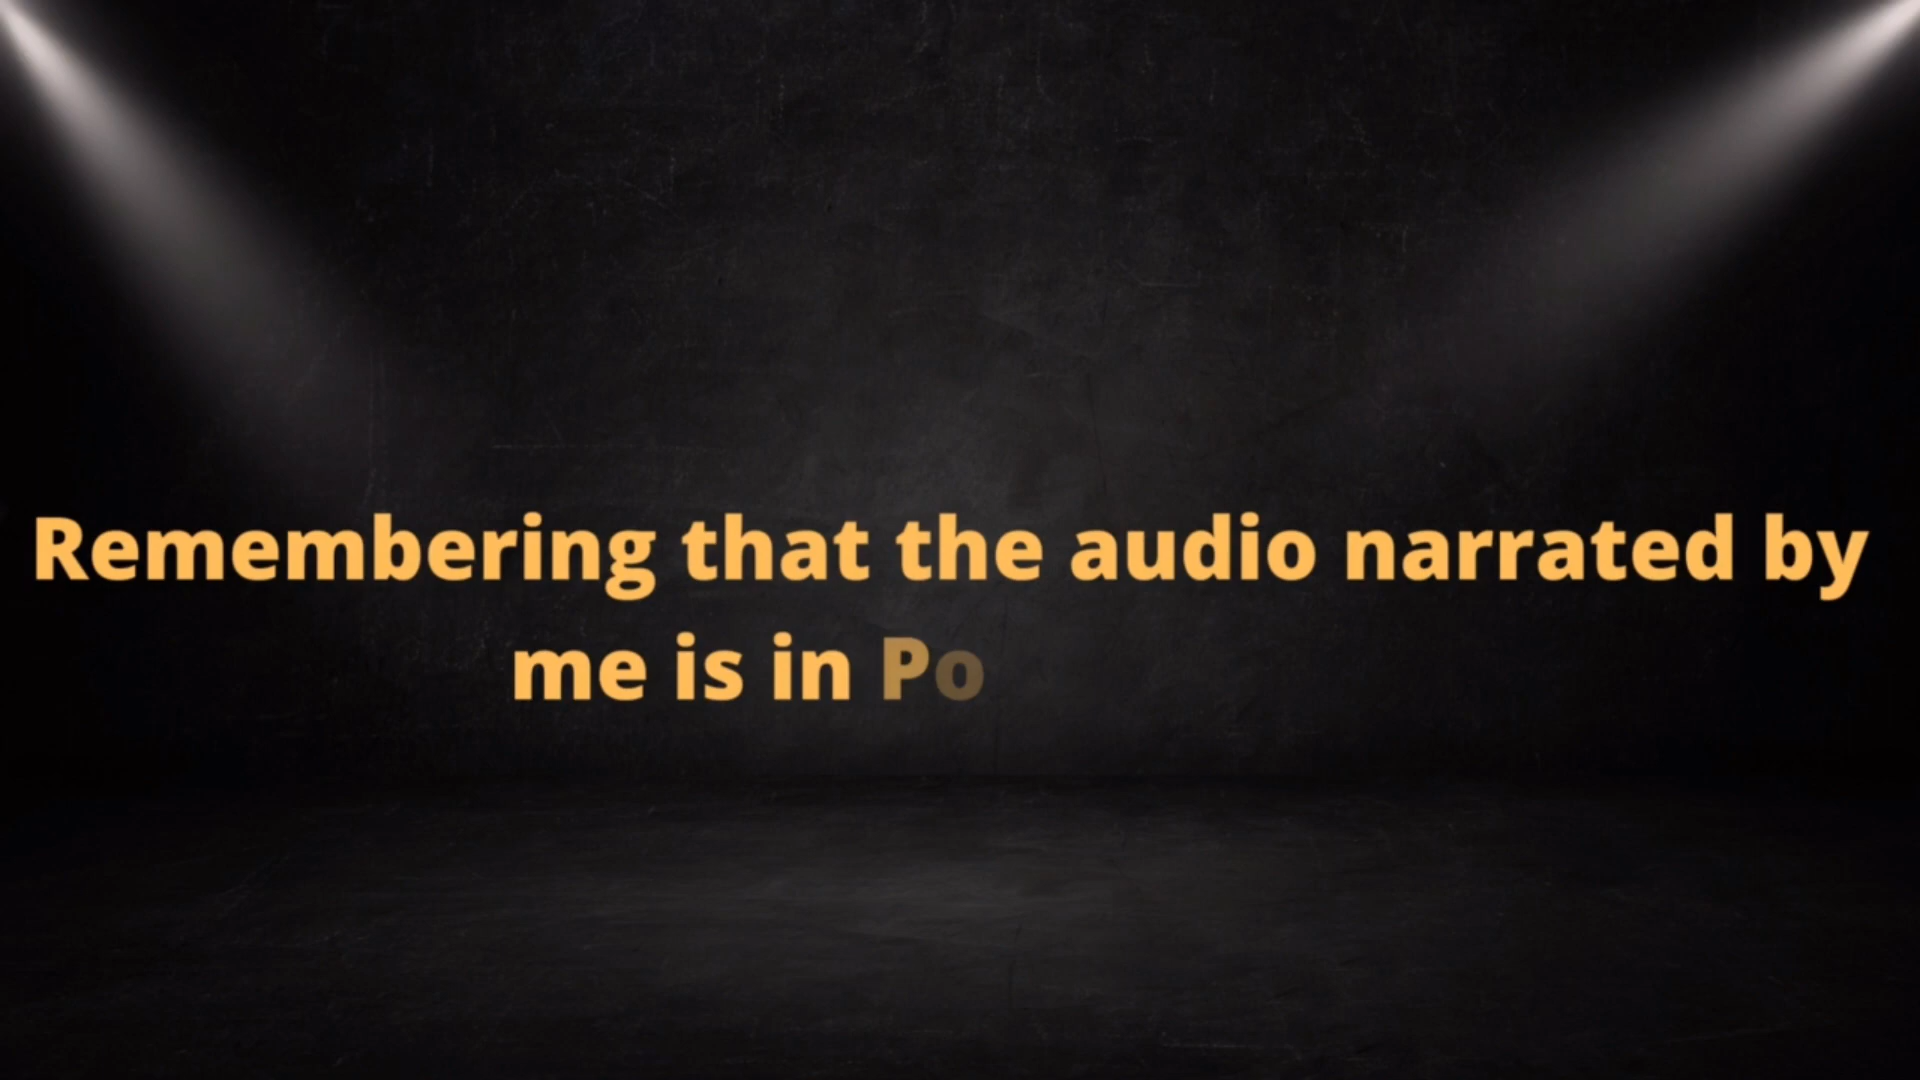 Remembering that the audio narrated by
me is in Po